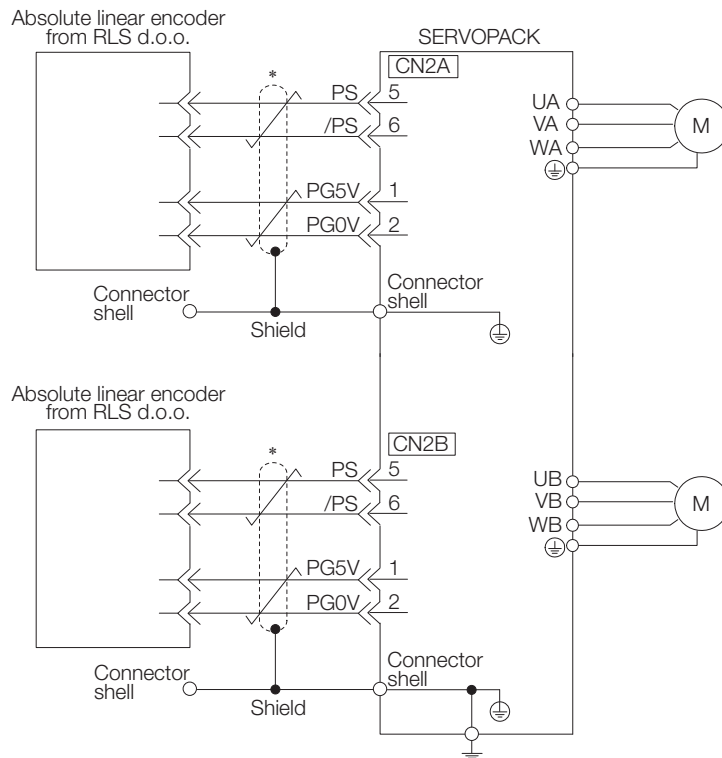 Absolute linear encoder
from RLS d.o.o.
SERVOPACK
*
CN2A
PS
5
/PS
6
PG5V
1
PG0V
2
UA
VA
WA
M
Connector
shell
Shield
Connector
shell
Absolute linear encoder
from RLS d.o.o.
*
CN2B
PS
5
/PS
6
PG5V
1
PG0V
2
UB
VB
WB
M
Connector
shell
Shield
Connector
shell